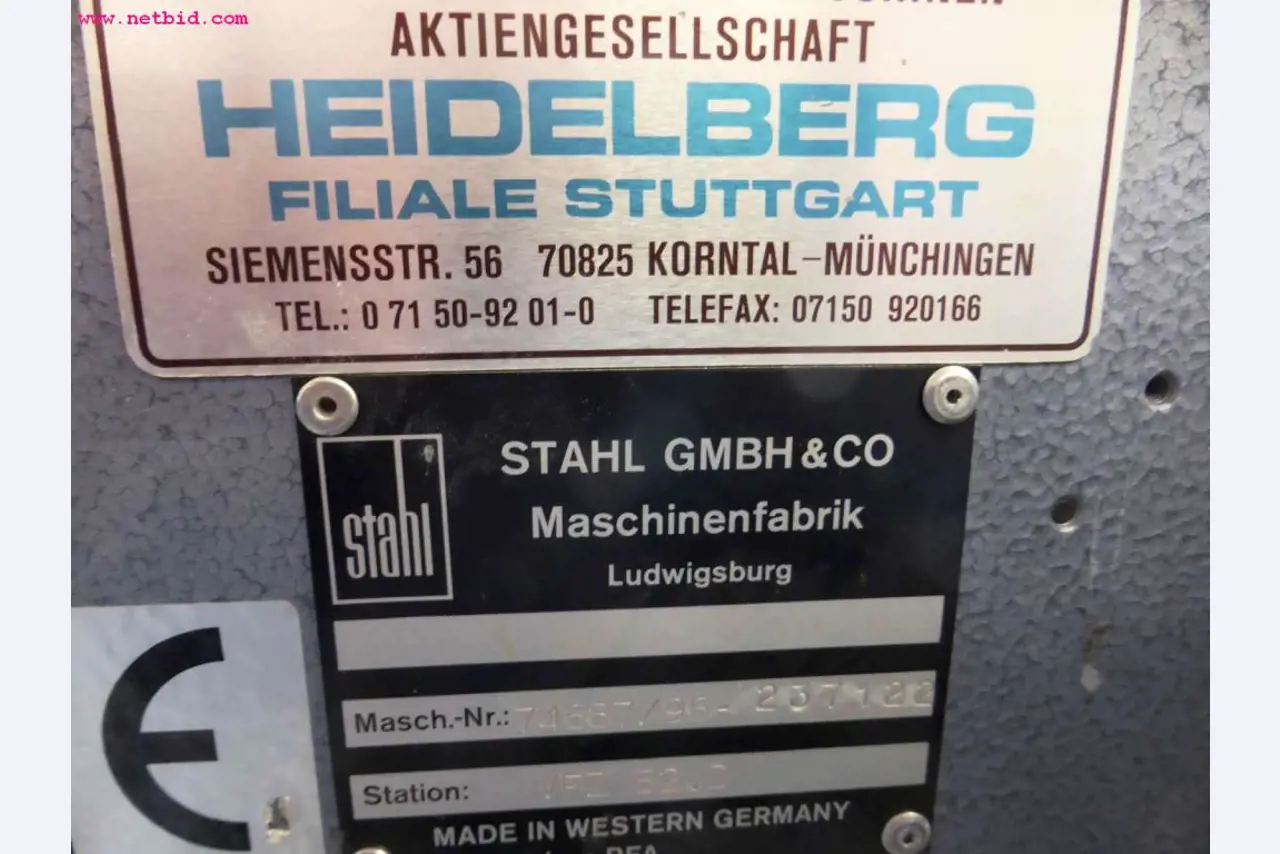 www.netbid.com
AKTIENGESELLSCHAFT
HEIDELBERG
FILIALE STUTTGART
SIEMENSSTR. 56 70825 KORNTAL-MÜNCHINGEN
TEL.: 0 71 50-92 01-0 TELEFAX: 07150 920166
stahl
STAHL GMBH & CO
Maschinenfabrik
Ludwigsburg
Masch.-Nr.:
Station:
MADE IN WESTERN GERMANY